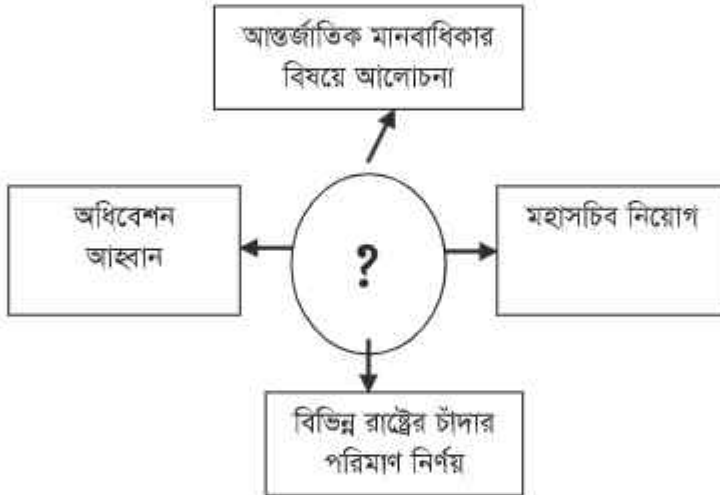 আন্তর্জাতিক মানবাধিকার
বিষয়ে আলোচনা
অধিবেশন
আহ্বান
?
মহাসচিব নিয়োগ
বিভিন্ন রাষ্ট্রের চাঁদার
পরিমাণ নির্ণয়